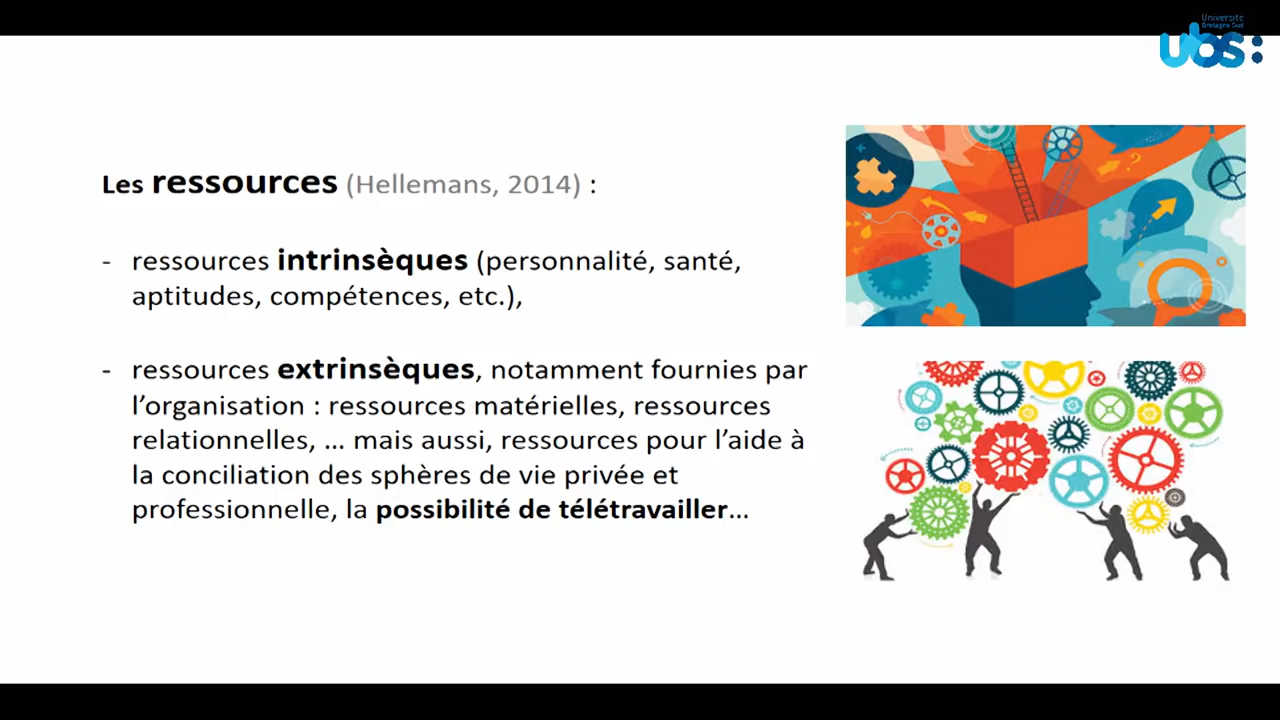 Université
Bretagne Sud
ubs:
Les ressources (Hellemans, 2014) :
- ressources intrinsèques (personnalité, santé,
aptitudes, compétences, etc.),
- ressources extrinsèques, notamment fournies par
l’organisation : ressources matérielles, ressources
relationnelles, … mais aussi, ressources pour l’aide à
la conciliation des sphères de vie privée et
professionnelle, la possibilité de télétravailler…